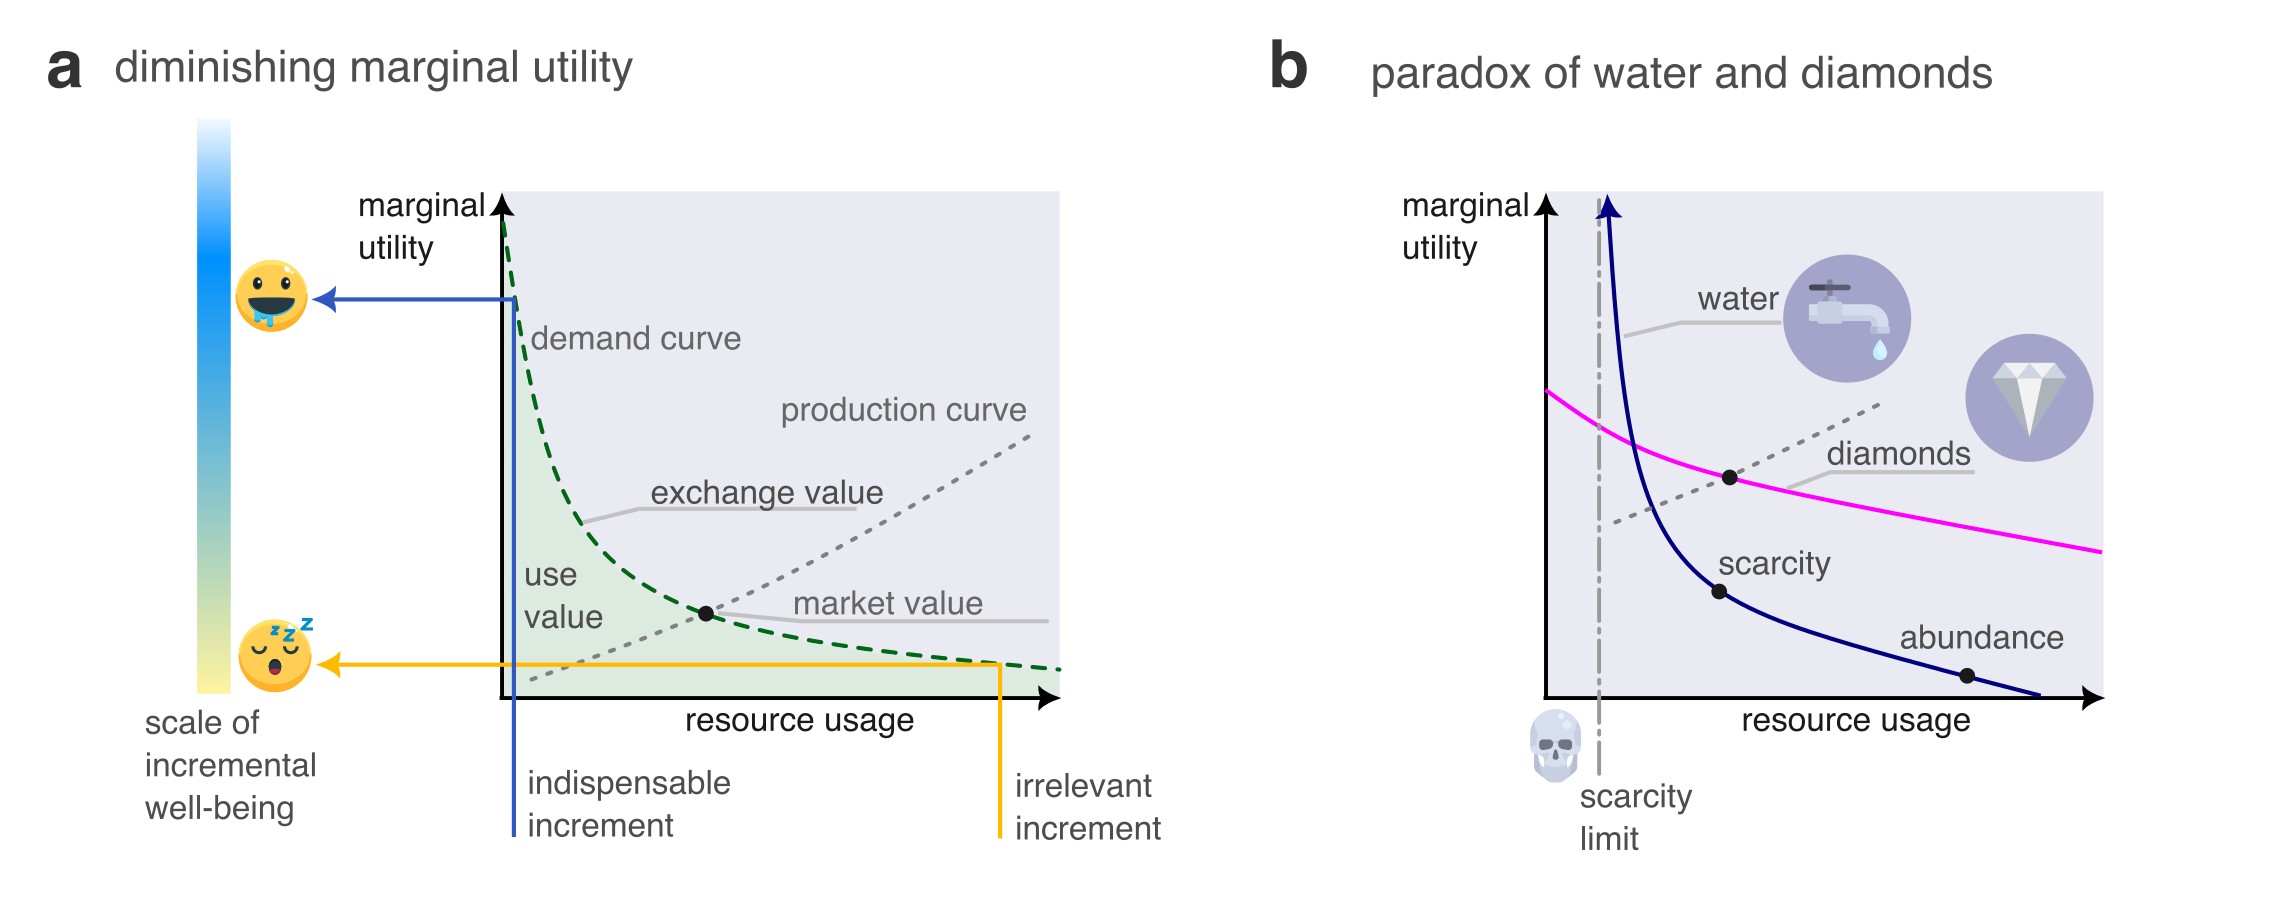 a diminishing marginal utility
marginal
utility
demand curve
production curve
exchange value
use
value
market value
z z z
resource usage
scale of
incremental
well-being
indispensable
increment
irrelevant
increment
b paradox of water and diamonds
marginal
utility
water
diamonds
scarcity
abundance
resource usage
scarcity
limit